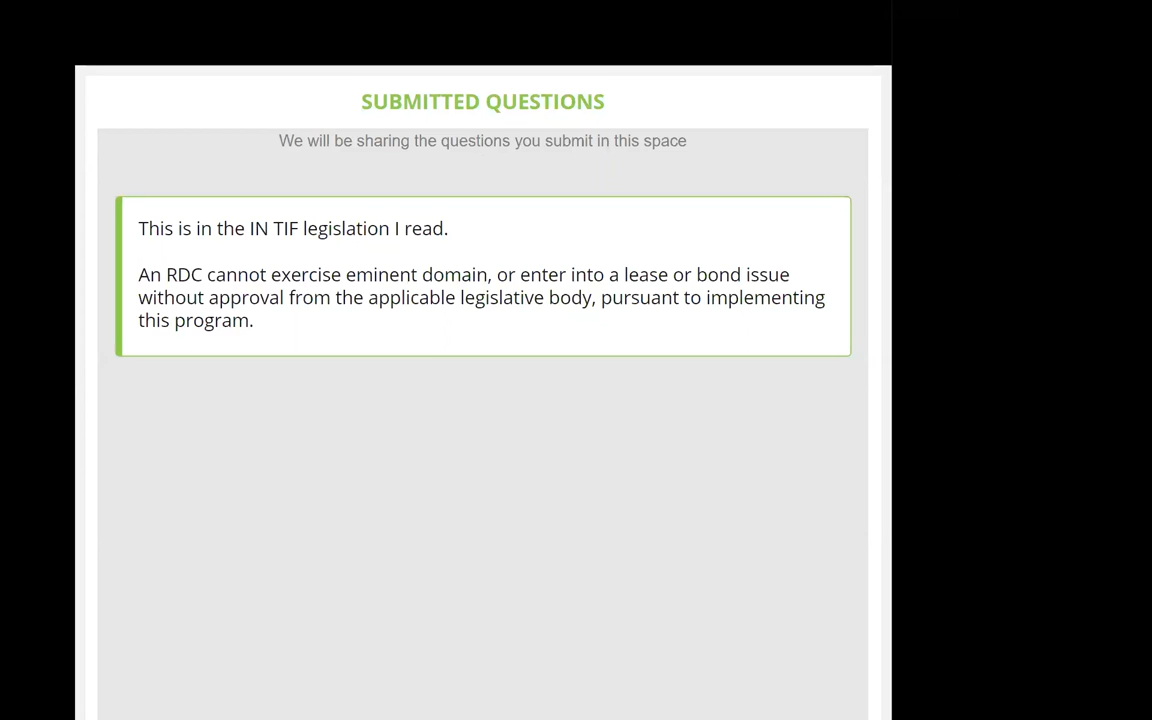 SUBMITTED QUESTIONS
We will be sharing the questions you submit in this space
This is in the IN TIF legislation I read.
An RDC cannot exercise eminent domain, or enter into a lease or bond issue
without approval from the applicable legislative body, pursuant to implementing
this program.